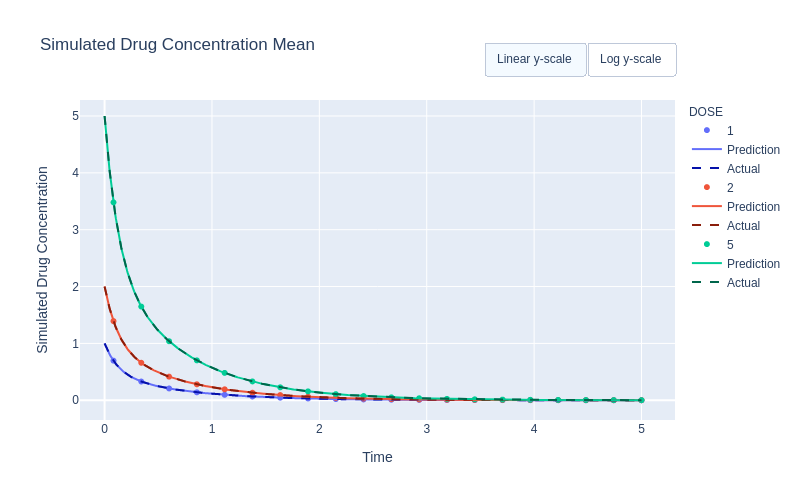 Simulated Drug Concentration Mean
Linear y-scale
Log y-scale
DOSE
1
Prediction
Actual
2
Prediction
Actual
5
Prediction
Actual
Simulated Drug Concentration
5
4
3
2
1
0
0 1 2 3 4 5
Time